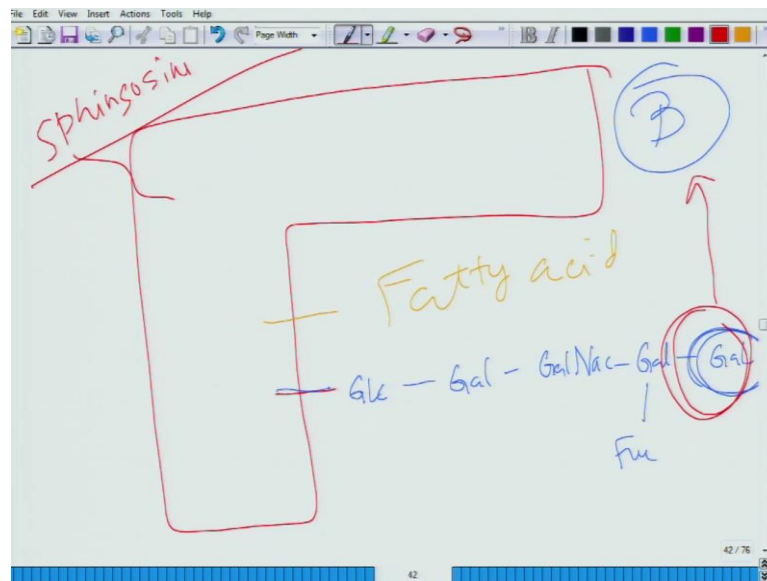 File Edit View Insert Actions Tools Help
Page Width
Sphingosin
B
Fatty acid
Glc — Gal — GalNac — Gal — Gal
Fuc
42 / 76
42